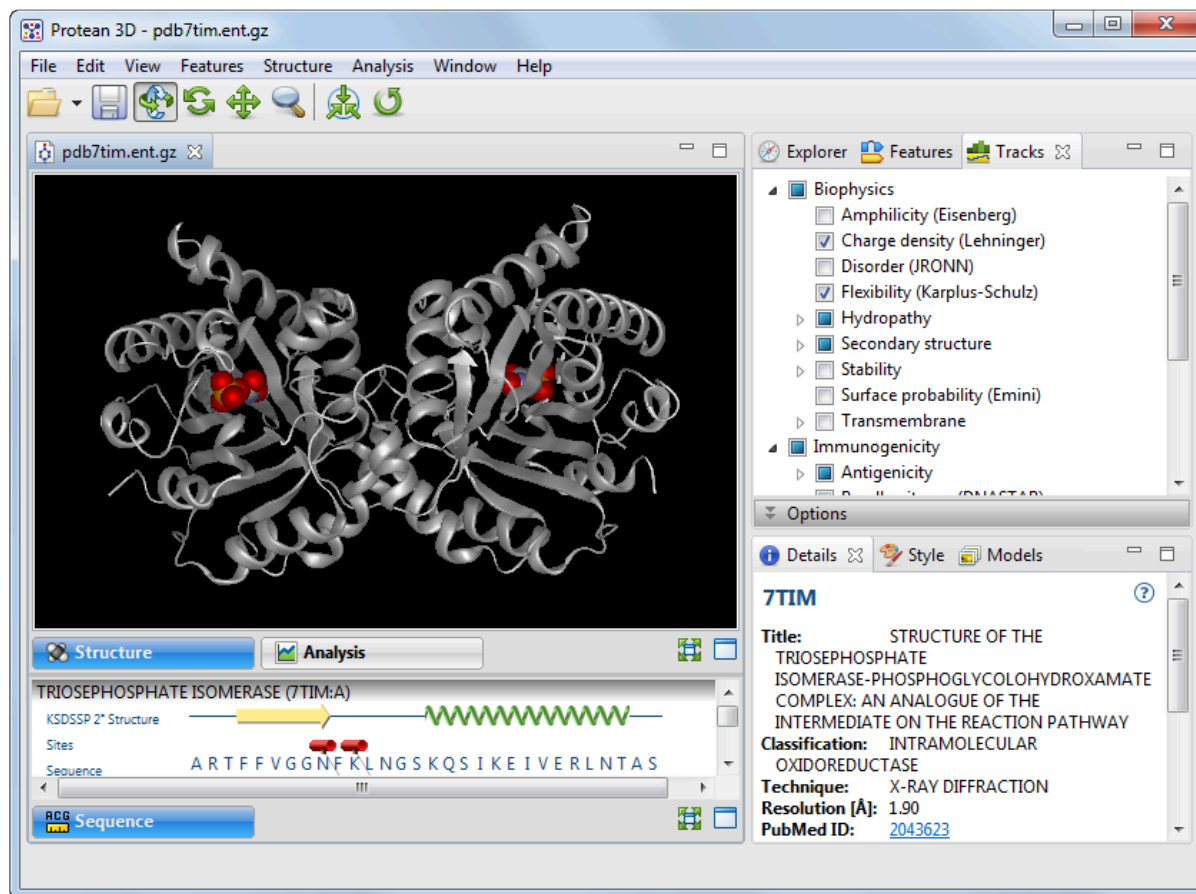 Protean 3D - pdb7tim.ent.gz
File Edit View Features Structure Analysis Window Help
pdb7tim.ent.gz
Structure
Analysis
TRIOSEPHOSPHATE ISOMERASE (7TIM:A)
KSDSSP 2° Structure
Sites
Sequence
A R T F F V G G N F K L N G S K Q S I K E I V E R L N T A S
ACG
Sequence
Explorer Features Tracks
Biophysics
Amphilicity (Eisenberg)
Charge density (Lehninger)
Disorder (JRONN)
Flexibility (Karplus-Schulz)
Hydropathy
Secondary structure
Stability
Surface probability (Emini)
Transmembrane
Immunogenicity
Antigenicity
Options
Details Style Models
7TIM
Title: STRUCTURE OF THE
TRIOSEPHOSPHATE
ISOMERASE-PHOSPHOGLYCOLOHYDROXAMATE
COMPLEX: AN ANALOGUE OF THE
INTERMEDIATE ON THE REACTION PATHWAY
Classification: INTRAMOLECULAR
OXIDOREDUCTASE
Technique: X-RAY DIFFRACTION
Resolution [Å]: 1.90
PubMed ID: 2043623